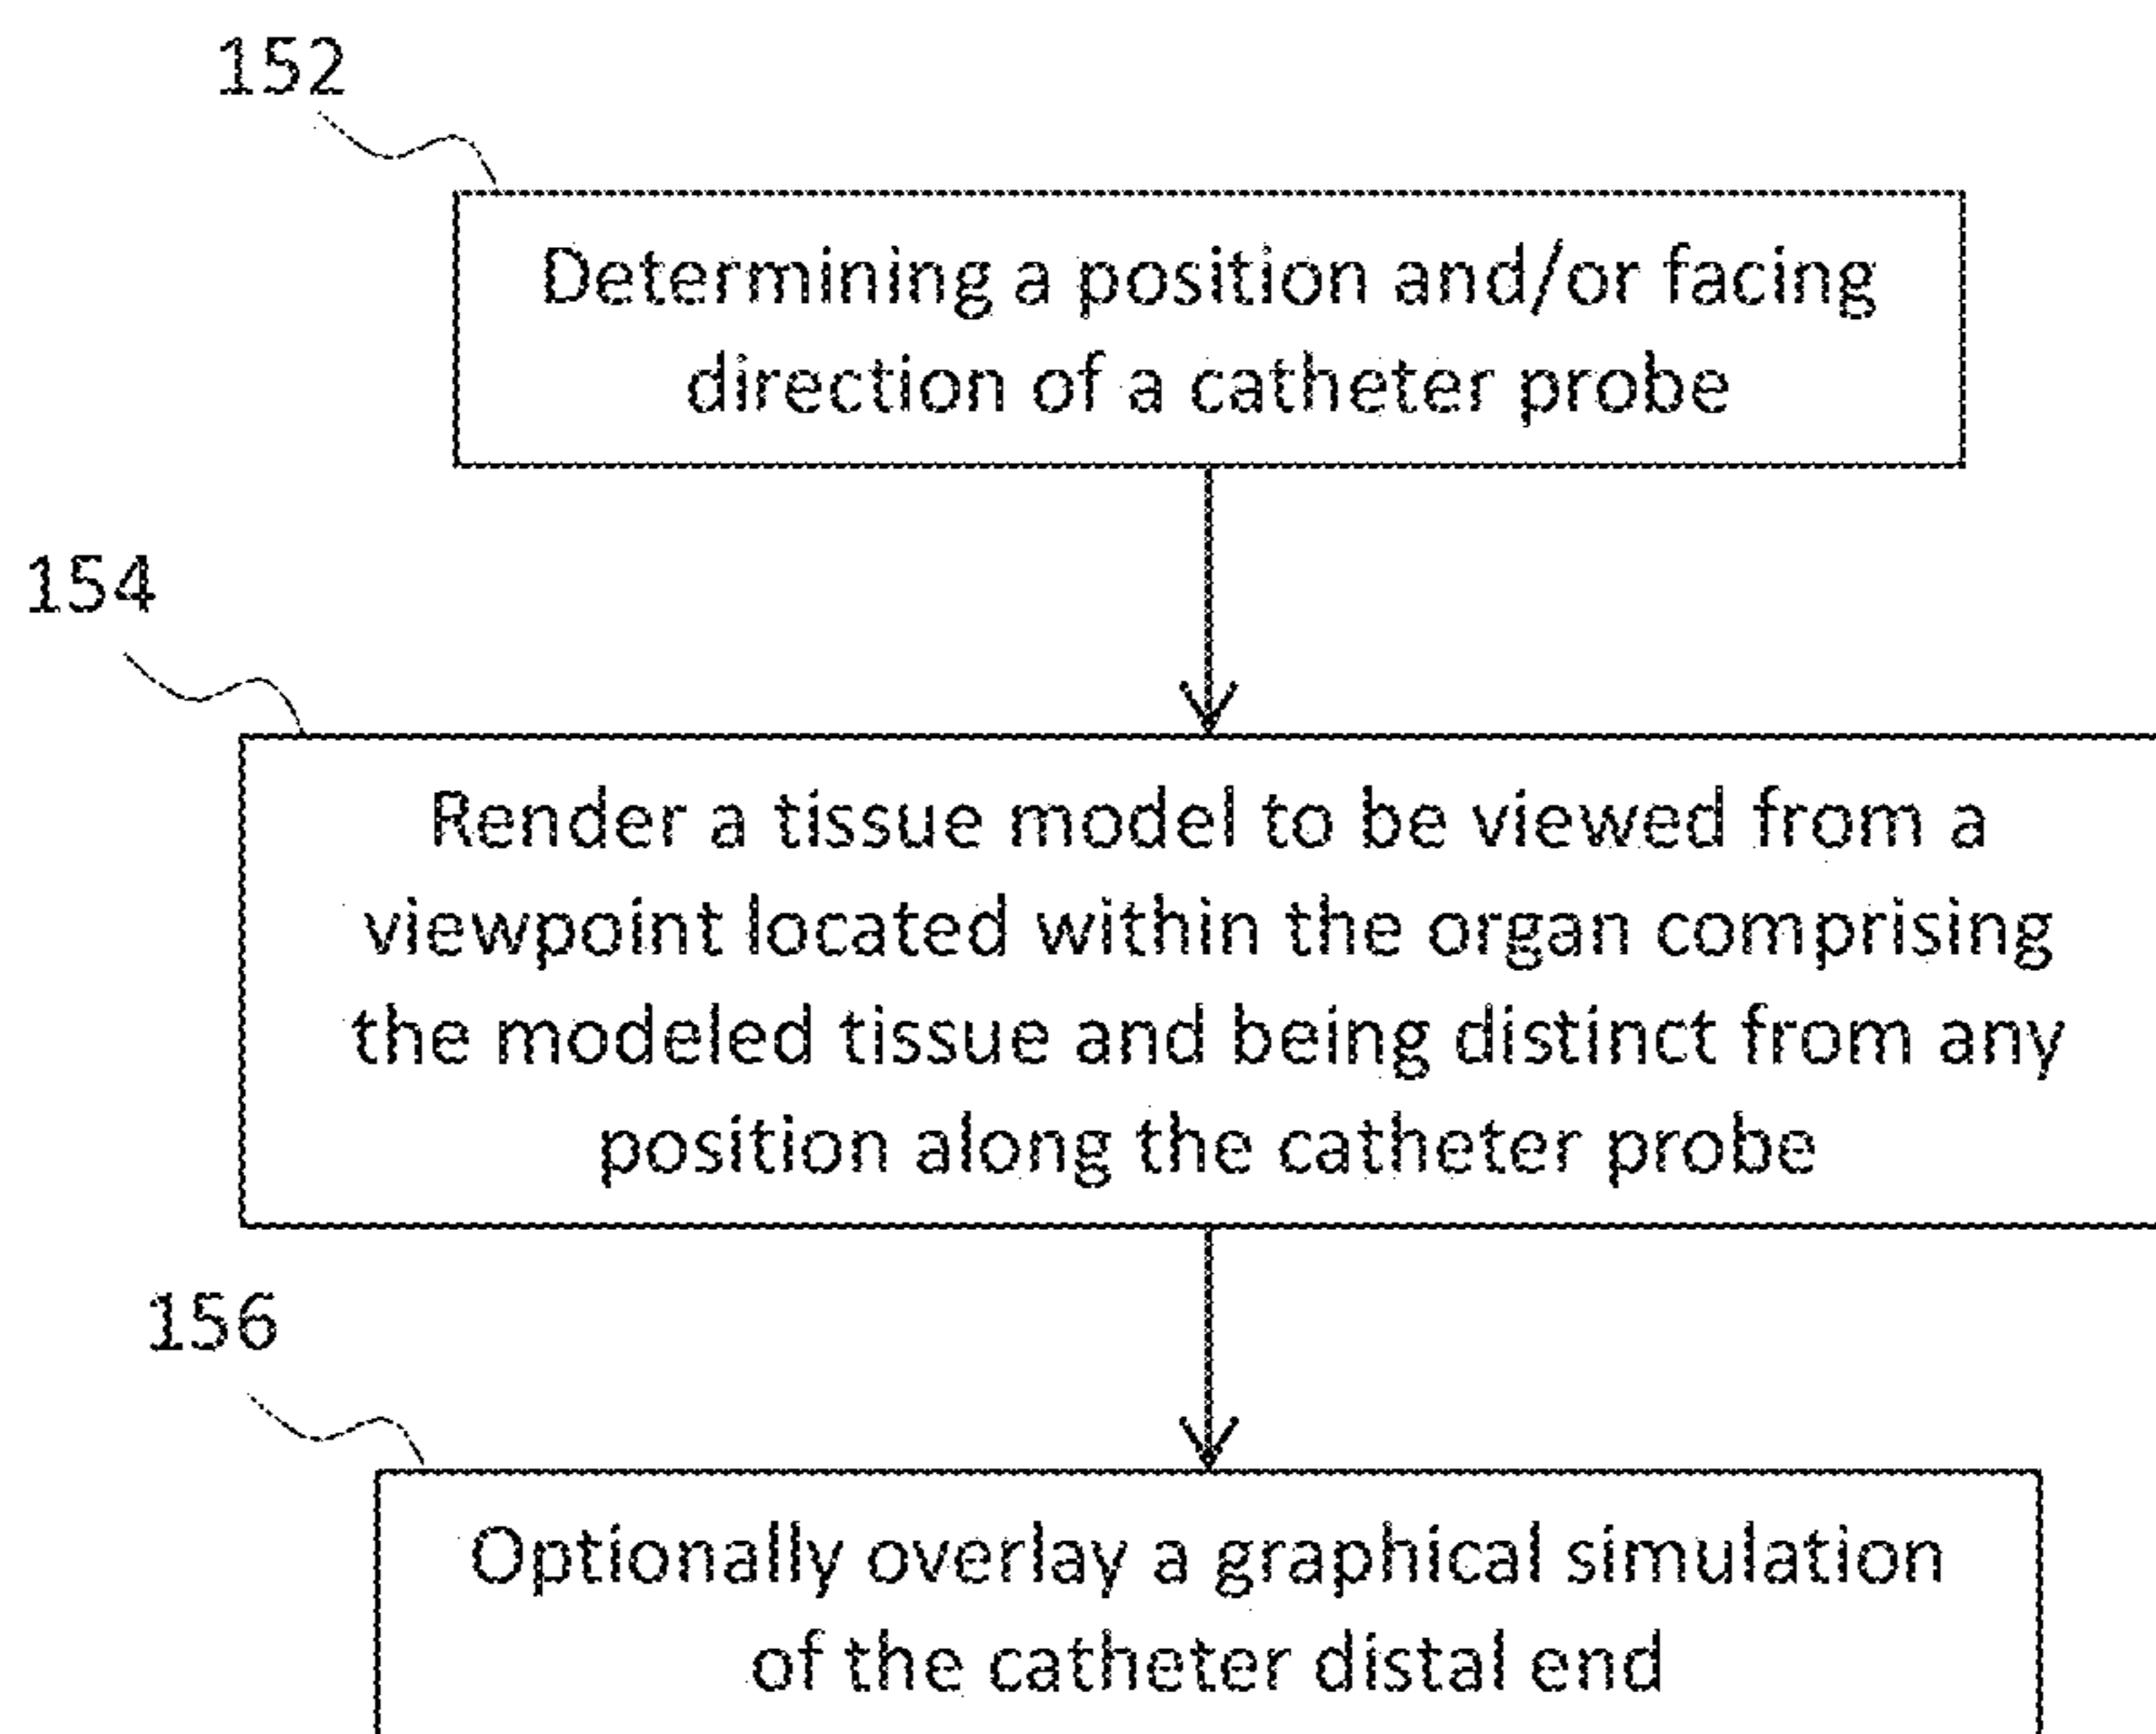 152
Determining a position and/or facing
direction of a catheter probe
154
Render a tissue model to be viewed from a
viewpoint located within the organ comprising
the modeled tissue and being distinct from any
position along the catheter probe
156
Optionally overlay a graphical simulation
of the catheter distal end